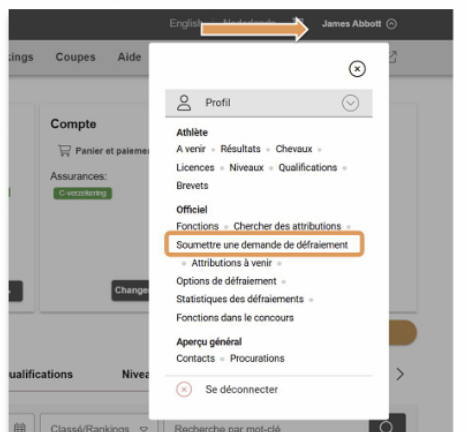 English Nederlands James Abbott
Coupes Aide
Profil
Compte
Panier et paiemen
Assurances:
C-verzekering
Change
Athlète
A venir Résultats Chevaux
Licences Niveaux Qualifications
Brevets
Officiel
Fonctions Chercher des attributions
Soumettre une demande de défraiement
Attributions à venir
Options de défraiement
Statistiques des défraiements
Fonctions dans le concours
Aperçu général
Contacts Procurations
Se déconnecter
ualifications Nivea
Classé/Rankings Recherche par mot-clé